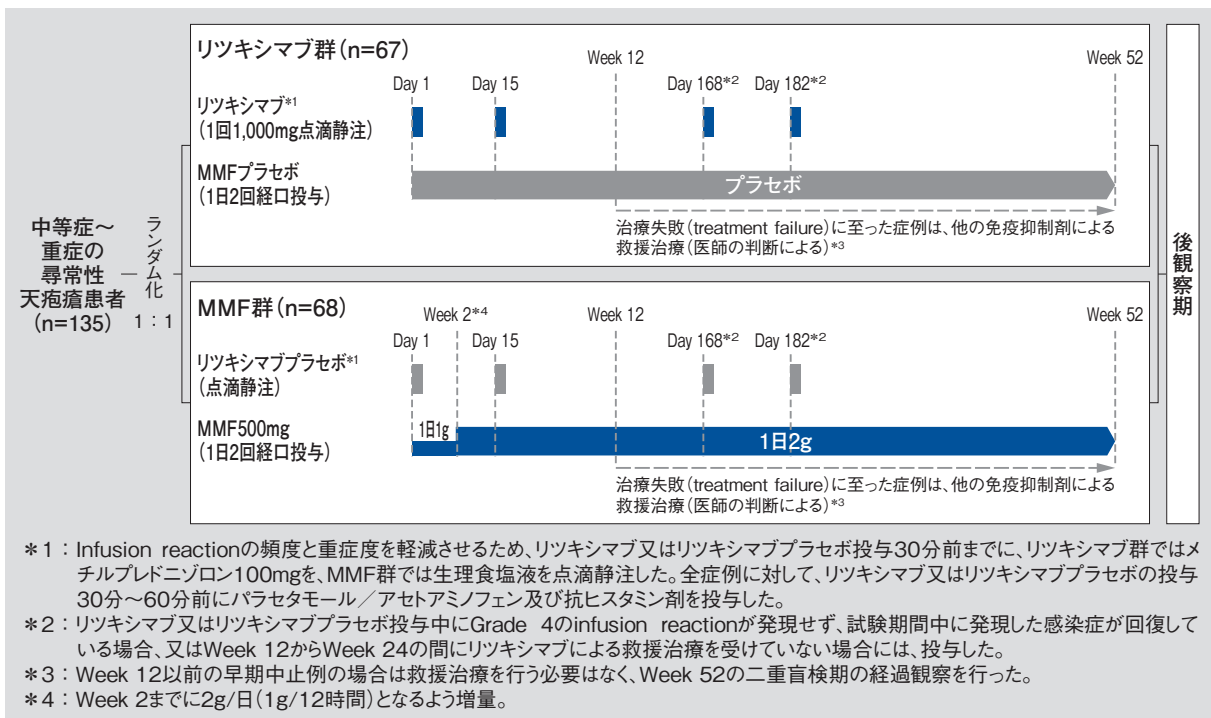 中等症～
重症の
尋常性
天疱瘡患者
(n=135)
ランダム化
1：1
リツキシマブ群(n=67)
Week 12
Week 52
Day 1
Day 15
Day 168*2
Day 182*2
リツキシマブ*1
(1回1,000mg点滴静注)
MMFプラセボ
(1日2回経口投与)
プラセボ
治療失敗(treatment failure)に至った症例は、他の免疫抑制剤による
救援治療(医師の判断による)*3
MMF群(n=68)
Week 2*4
Week 12
Week 52
Day 1
Day 15
Day 168*2
Day 182*2
リツキシマブプラセボ*1
(点滴静注)
MMF500mg
(1日2回経口投与)
1日1g
1日2g
治療失敗(treatment failure)に至った症例は、他の免疫抑制剤による
救援治療(医師の判断による)*3
後観察期
＊1：Infusion reactionの頻度と重症度を軽減させるため、リツキシマブ又はリツキシマブプラセボ投与30分前までに、リツキシマブ群ではメ
チルプレドニゾロン100mgを、MMF群では生理食塩液を点滴静注した。全症例に対して、リツキシマブ又はリツキシマブプラセボの投与
30分～60分前にパラセタモール／アセトアミノフェン及び抗ヒスタミン剤を投与した。
＊2：リツキシマブ又はリツキシマブプラセボ投与中にGrade 4のinfusion reactionが発現せず、試験期間中に発現した感染症が回復して
いる場合、又はWeek 12からWeek 24の間にリツキシマブによる救援治療を受けていない場合には、投与した。
＊3：Week 12以前の早期中止例の場合は救援治療を行う必要はなく、Week 52の二重盲検期の経過観察を行った。
＊4：Week 2までに2g/日(1g/12時間)となるよう増量。